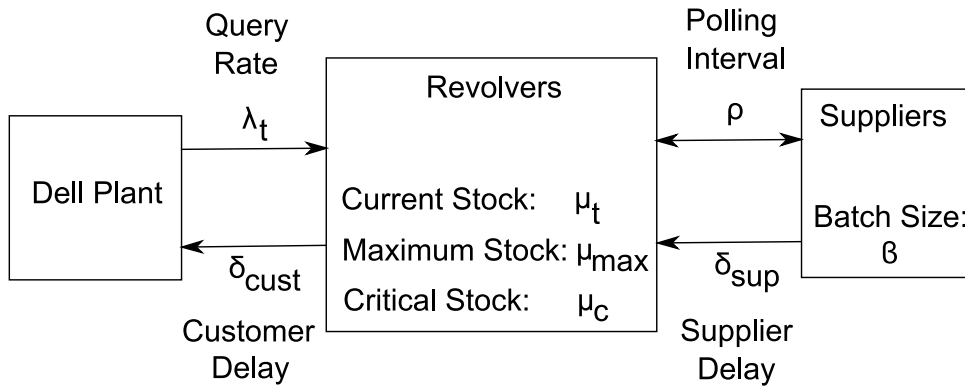 Query
Rate
λt
Dell Plant
δcust
Customer
Delay
Revolvers
Current Stock: μt
Maximum Stock: μmax
Critical Stock: μc
Polling
Interval
ρ
δsup
Supplier
Delay
Suppliers
Batch Size:
β